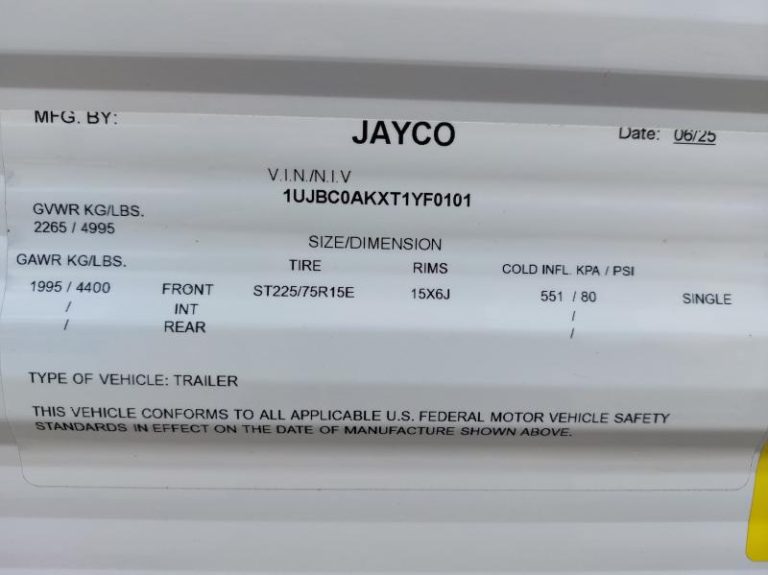 MFG. BY: JAYCO Date: 06/25
V.I.N./N.I.V
1UJBC0AKXT1YF0101
GVWR KG/LBS.
2265 / 4995
SIZE/DIMENSION
GAWR KG/LBS. TIRE RIMS COLD INFL. KPA / PSI
1995 / 4400 FRONT ST225/75R15E 15X6J 551 / 80 SINGLE
/ INT /
/ REAR /
TYPE OF VEHICLE: TRAILER
THIS VEHICLE CONFORMS TO ALL APPLICABLE U.S. FEDERAL MOTOR VEHICLE SAFETY
STANDARDS IN EFFECT ON THE DATE OF MANUFACTURE SHOWN ABOVE.